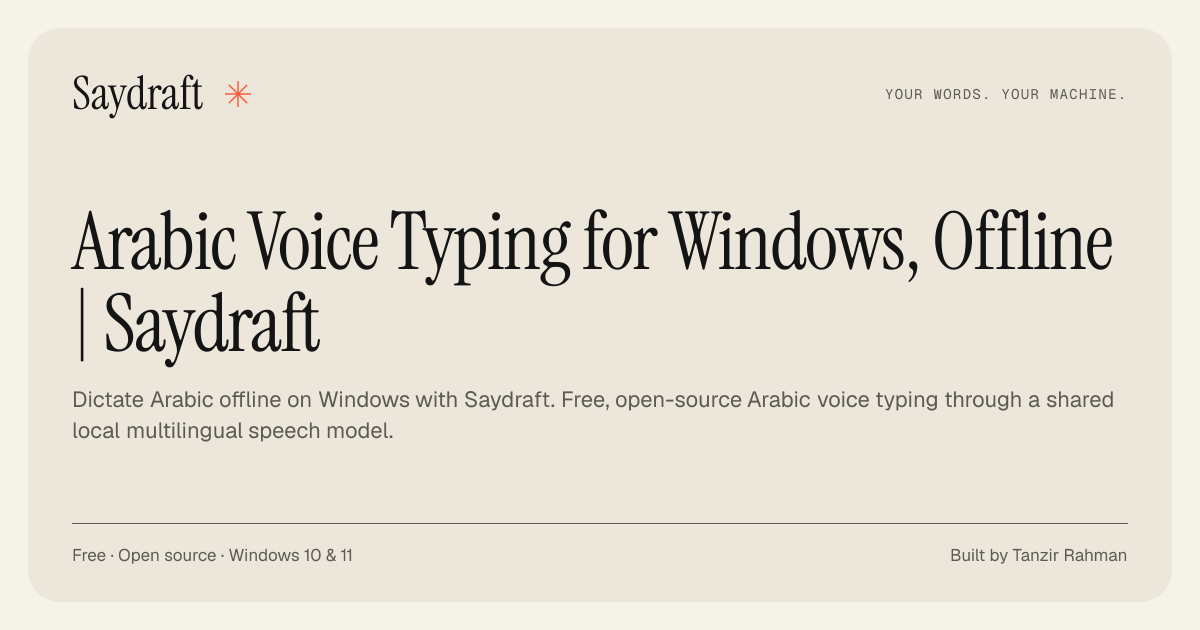 Saydraft
YOUR WORDS. YOUR MACHINE.
Arabic Voice Typing for Windows, Offline
| Saydraft
Dictate Arabic offline on Windows with Saydraft. Free, open-source Arabic voice typing through a shared
local multilingual speech model.
Free · Open source · Windows 10 & 11
Built by Tanzir Rahman